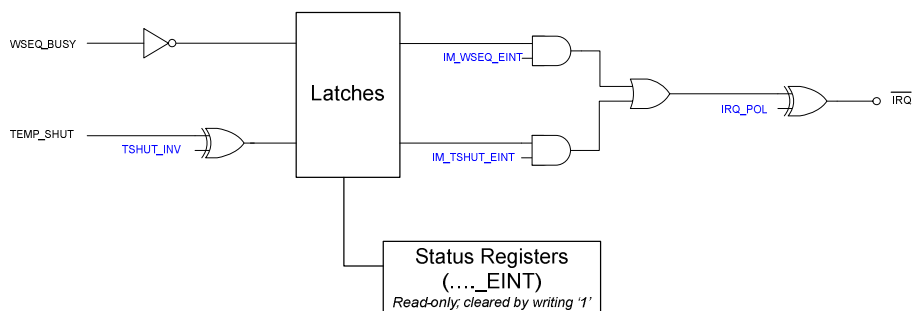 WSEQ_BUSY
IM_WSEQ_EINT
Latches
IRQ_POL
IRQ
TEMP_SHUT
TSHUT_INV
IM_TSHUT_EINT
Status Registers
(…._EINT)
Read-only; cleared by writing ‘1’